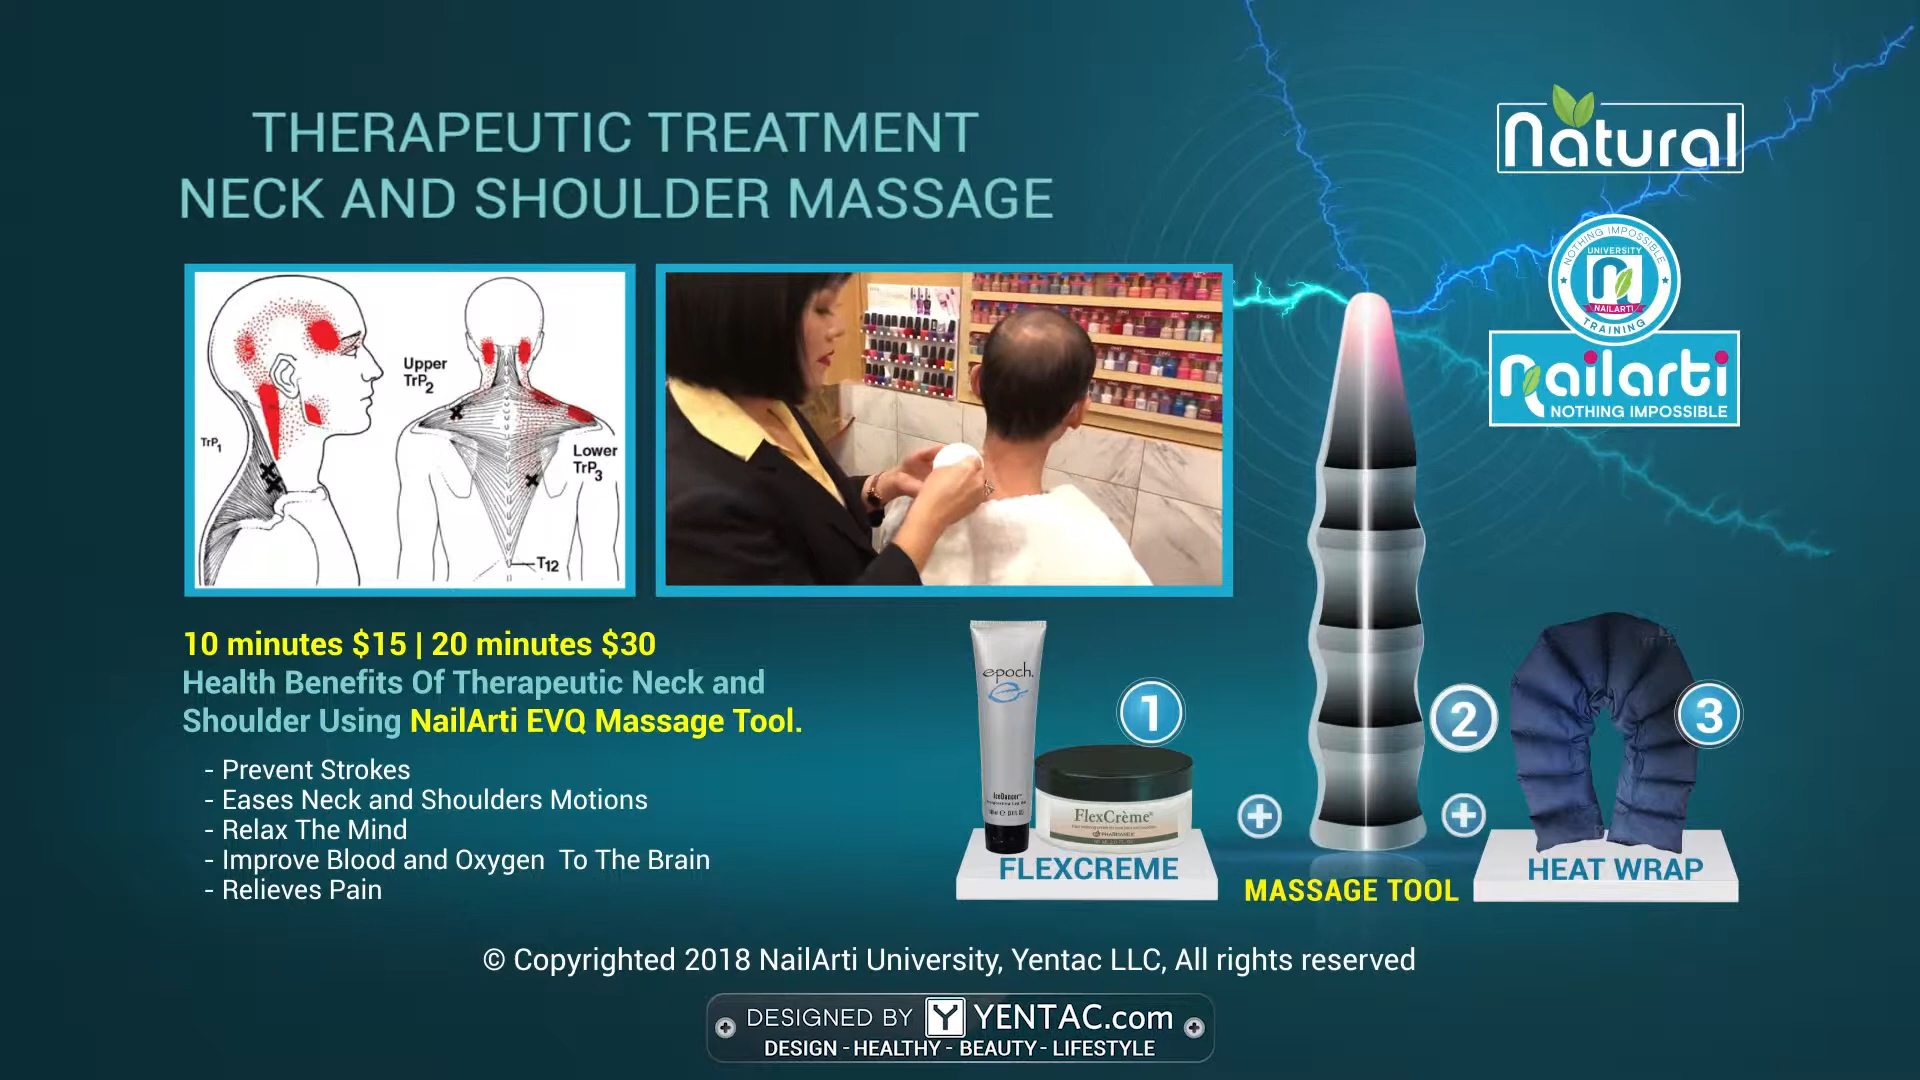 THERAPEUTIC TREATMENT
NECK AND SHOULDER MASSAGE
Natural
NOTHING IMPOSSIBLE
UNIVERSITY
NAILARTI
TRAINING
nailarti
NOTHING IMPOSSIBLE
TrP1
Upper
TrP2
Lower
TrP3
T12
10 minutes $15 | 20 minutes $30
Health Benefits Of Therapeutic Neck and
Shoulder Using NailArti EVQ Massage Tool.
- Prevent Strokes
- Eases Neck and Shoulders Motions
- Relax The Mind
- Improve Blood and Oxygen To The Brain
- Relieves Pain
epoch.
IceDancer™
FlexCrème®
PHARMANEX
1
2
3
FLEXCREME
MASSAGE TOOL
HEAT WRAP
© Copyrighted 2018 NailArti University, Yentac LLC, All rights reserved
DESIGNED BY Y YENTAC.com
DESIGN - HEALTHY - BEAUTY - LIFESTYLE